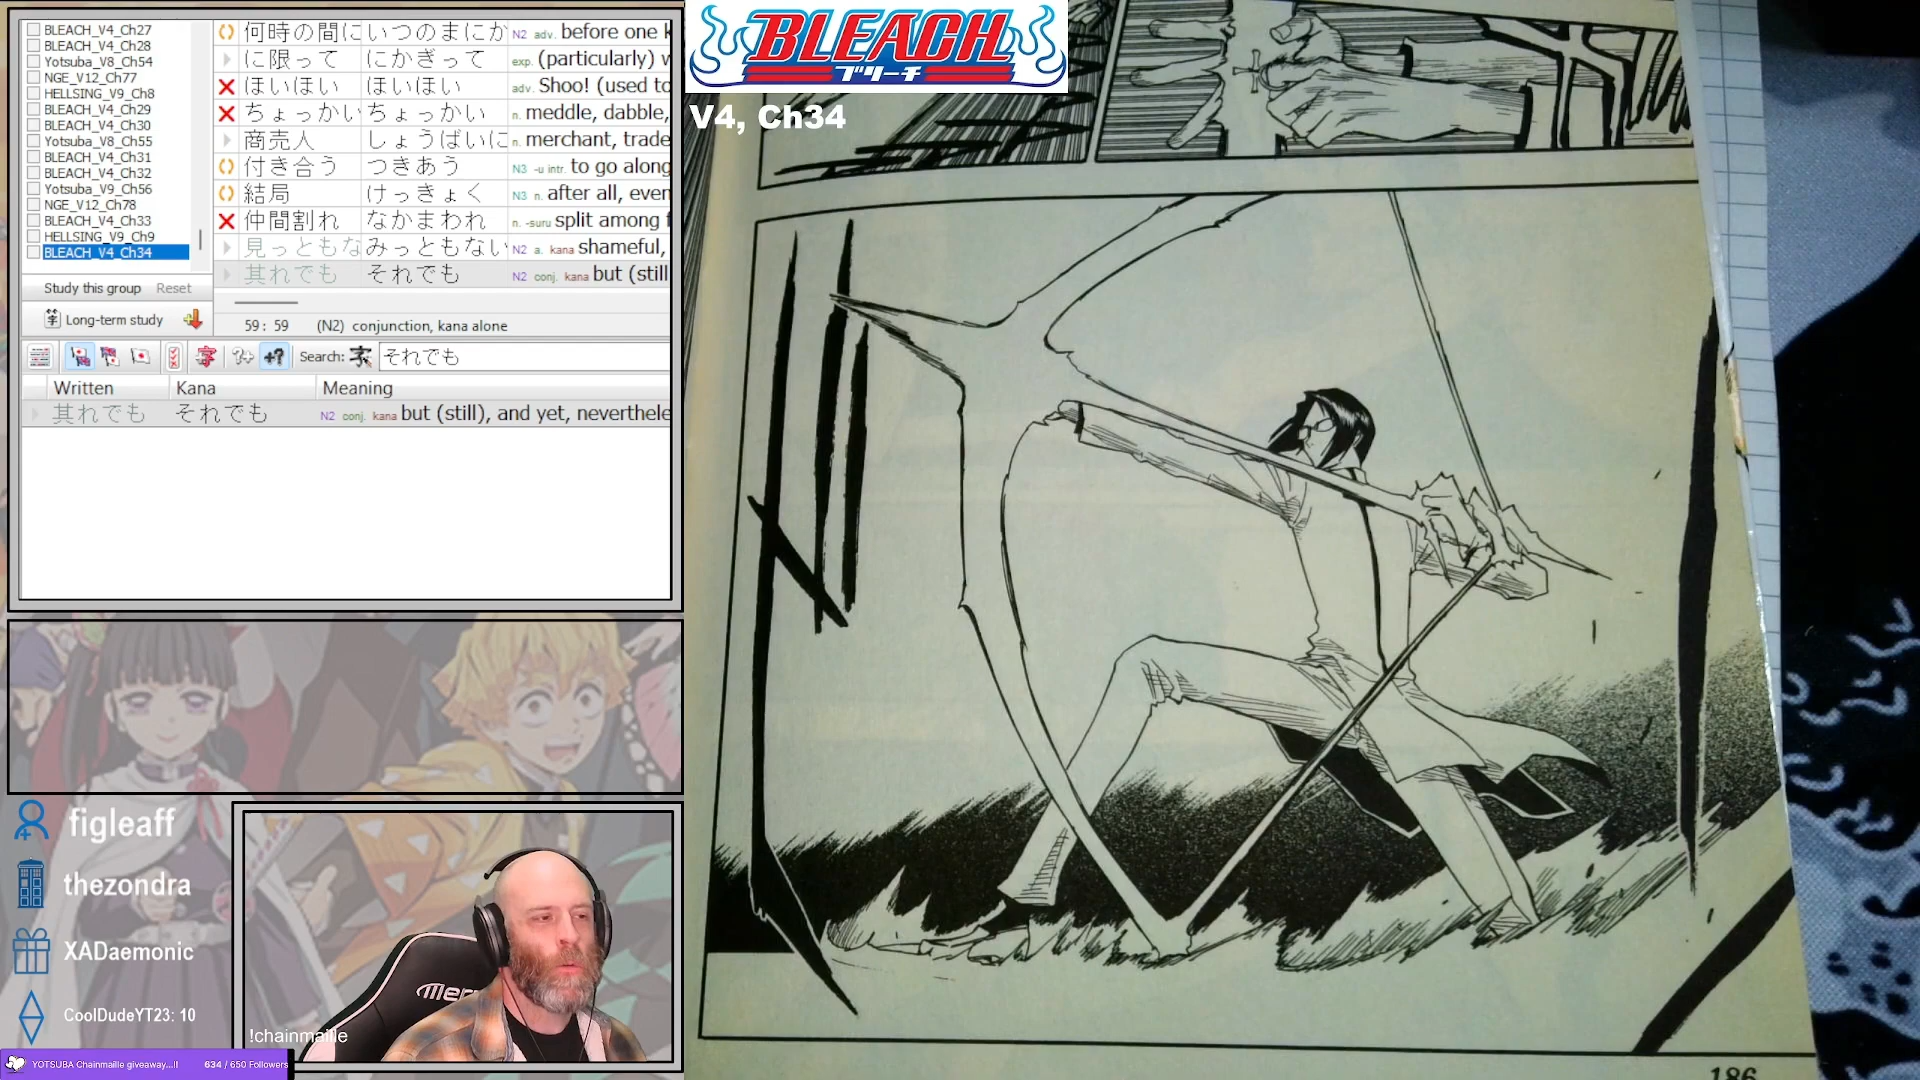 BLEACH_V4_Ch27
BLEACH_V4_Ch28
Yotsuba_V8_Ch54
NGE_V12_Ch77
HELLSING_V9_Ch8
BLEACH_V4_Ch29
BLEACH_V4_Ch30
Yotsuba_V8_Ch55
BLEACH_V4_Ch31
BLEACH_V4_Ch32
Yotsuba_V9_Ch56
NGE_V12_Ch78
BLEACH_V4_Ch33
HELLSING_V9_Ch9
BLEACH_V4_Ch34
Study this group Reset
Long-term study
何時の間に いつのまにか N2 adv. before one k
に限って にかぎって exp. (particularly) w
ほいほい ほいほい adv. Shoo! (used to
ちょっかい ちょっかい n. meddle, dabble,
商売人 しょうばいに n. merchant, trade
付き合う つきあう N3 -u intr. to go along
結局 けっきょく N3 n. after all, even
仲間割れ なかまわれ n. -suru split among f
見っともな みっともない N2 a. kana shameful,
其れでも それでも N2 conj. kana but (still
59: 59 (N2) conjunction, kana alone
Search: それでも
Written Kana Meaning
其れでも それでも N2 conj. kana but (still), and yet, neverthele
figleaff
thezondra
XADaemonic
CoolDudeYT23: 10
!chainmaille
YOTSUBA Chainmaille giveaway...!! 634 / 650 Followers
BLEACH
ブリーチ
V4, Ch34
186